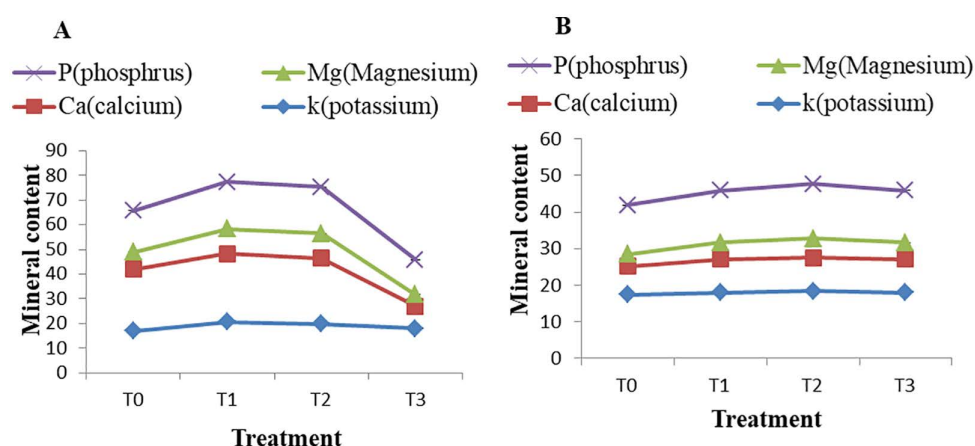 A
P(phosphrus) Mg(Magnesium)
Ca(calcium) k(potassium)
Mineral content
90
80
70
60
50
40
30
20
10
0
T0 T1 T2 T3
Treatment
B
P(phosphrus) Mg(Magnesium)
Ca(calcium) k(potassium)
Mineral content
60
50
40
30
20
10
0
T0 T1 T2 T3
Treatment